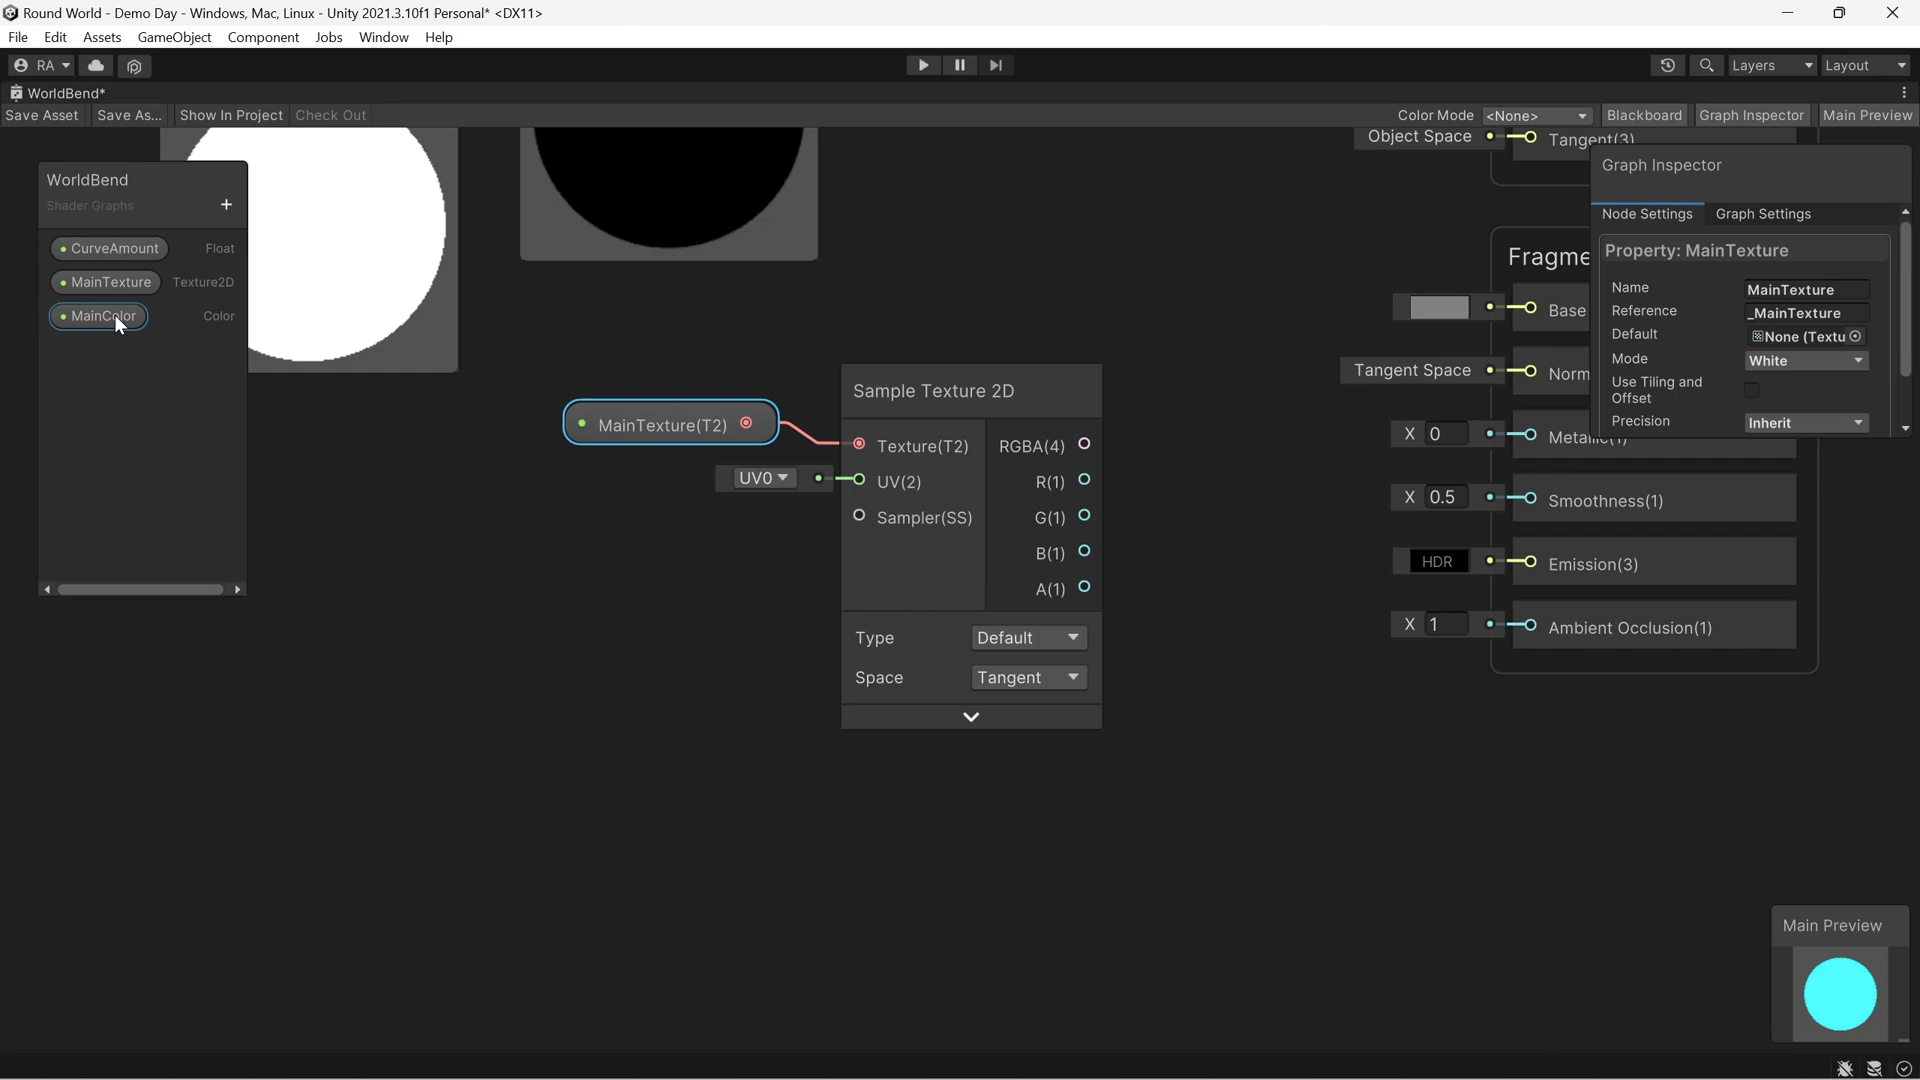 Round World - Demo Day - Windows, Mac, Linux - Unity 2021.3.10f1 Personal* <DX11>
File Edit Assets GameObject Component Jobs Window Help
RA Layers Layout
WorldBend*
Save Asset Save As... Show In Project Check Out Color Mode <None> Blackboard Graph Inspector Main Preview
WorldBend
Shader Graphs
+
CurveAmount Float
MainTexture Texture2D
MainColor Color
MainTexture(T2)
UV0
Sample Texture 2D
Texture(T2) RGBA(4)
UV(2) R(1)
Sampler(SS) G(1)
B(1)
A(1)
Type Default
Space Tangent
Object Space Tangent(3)
Fragme
Base
Tangent Space Norm
X 0 Metallic(1)
X 0.5 Smoothness(1)
HDR Emission(3)
X 1 Ambient Occlusion(1)
Graph Inspector
Node Settings Graph Settings
Property: MainTexture
Name MainTexture
Reference _MainTexture
Default None (Textu
Mode White
Use Tiling and
Offset
Precision Inherit
Main Preview